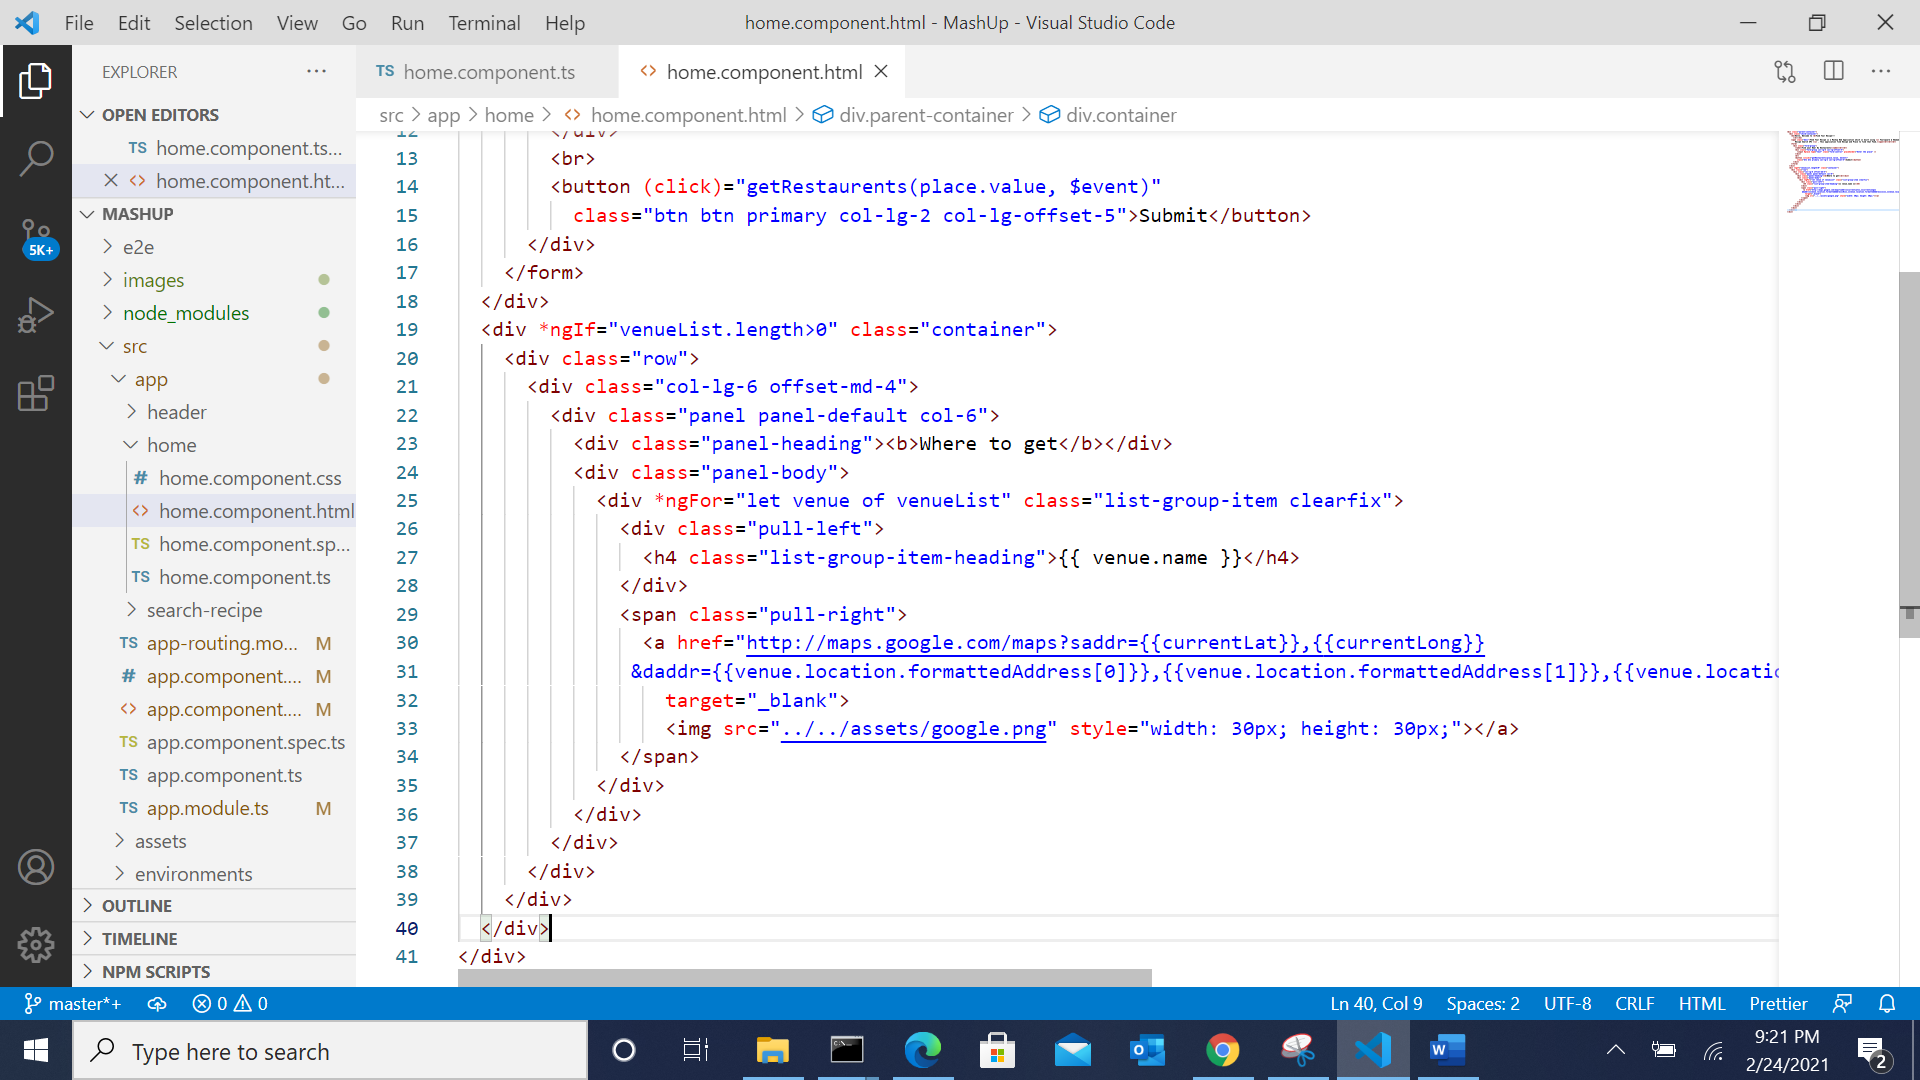 File Edit Selection View Go Run Terminal Help
home.component.html - MashUp - Visual Studio Code
EXPLORER
TS home.component.ts
<> home.component.html
OPEN EDITORS
TS home.component.ts...
<> home.component.ht...
src > app > home > <> home.component.html > div.parent-container > div.container
5K+
MASHUP
e2e
images
node_modules
src
app
header
home
# home.component.css
<> home.component.html
TS home.component.sp...
TS home.component.ts
search-recipe
TS app-routing.mo... M
# app.component.... M
<> app.component.... M
TS app.component.spec.ts
TS app.component.ts
TS app.module.ts M
assets
environments
OUTLINE
TIMELINE
NPM SCRIPTS
12 </div>
13 <br>
14 <button (click)="getRestaurents(place.value, $event)"
15 class="btn btn primary col-lg-2 col-lg-offset-5">Submit</button>
16 </div>
17 </form>
18 </div>
19 <div *ngIf="venueList.length>0" class="container">
20 <div class="row">
21 <div class="col-lg-6 offset-md-4">
22 <div class="panel panel-default col-6">
23 <div class="panel-heading"><b>Where to get</b></div>
24 <div class="panel-body">
25 <div *ngFor="let venue of venueList" class="list-group-item clearfix">
26 <div class="pull-left">
27 <h4 class="list-group-item-heading">{{ venue.name }}</h4>
28 </div>
29 <span class="pull-right">
30 <a href="http://maps.google.com/maps?saddr={{currentLat}},{{currentLong}}
31 &daddr={{venue.location.formattedAddress[0]}},{{venue.location.formattedAddress[1]}},{{venue.locatio
32 target="_blank">
33 <img src="../../assets/google.png" style="width: 30px; height: 30px;"></a>
34 </span>
35 </div>
36 </div>
37 </div>
38 </div>
39 </div>
40 </div>
41 </div>
master*+ 0 0
Ln 40, Col 9 Spaces: 2 UTF-8 CRLF HTML Prettier
Type here to search
9:21 PM
2/24/2021
2